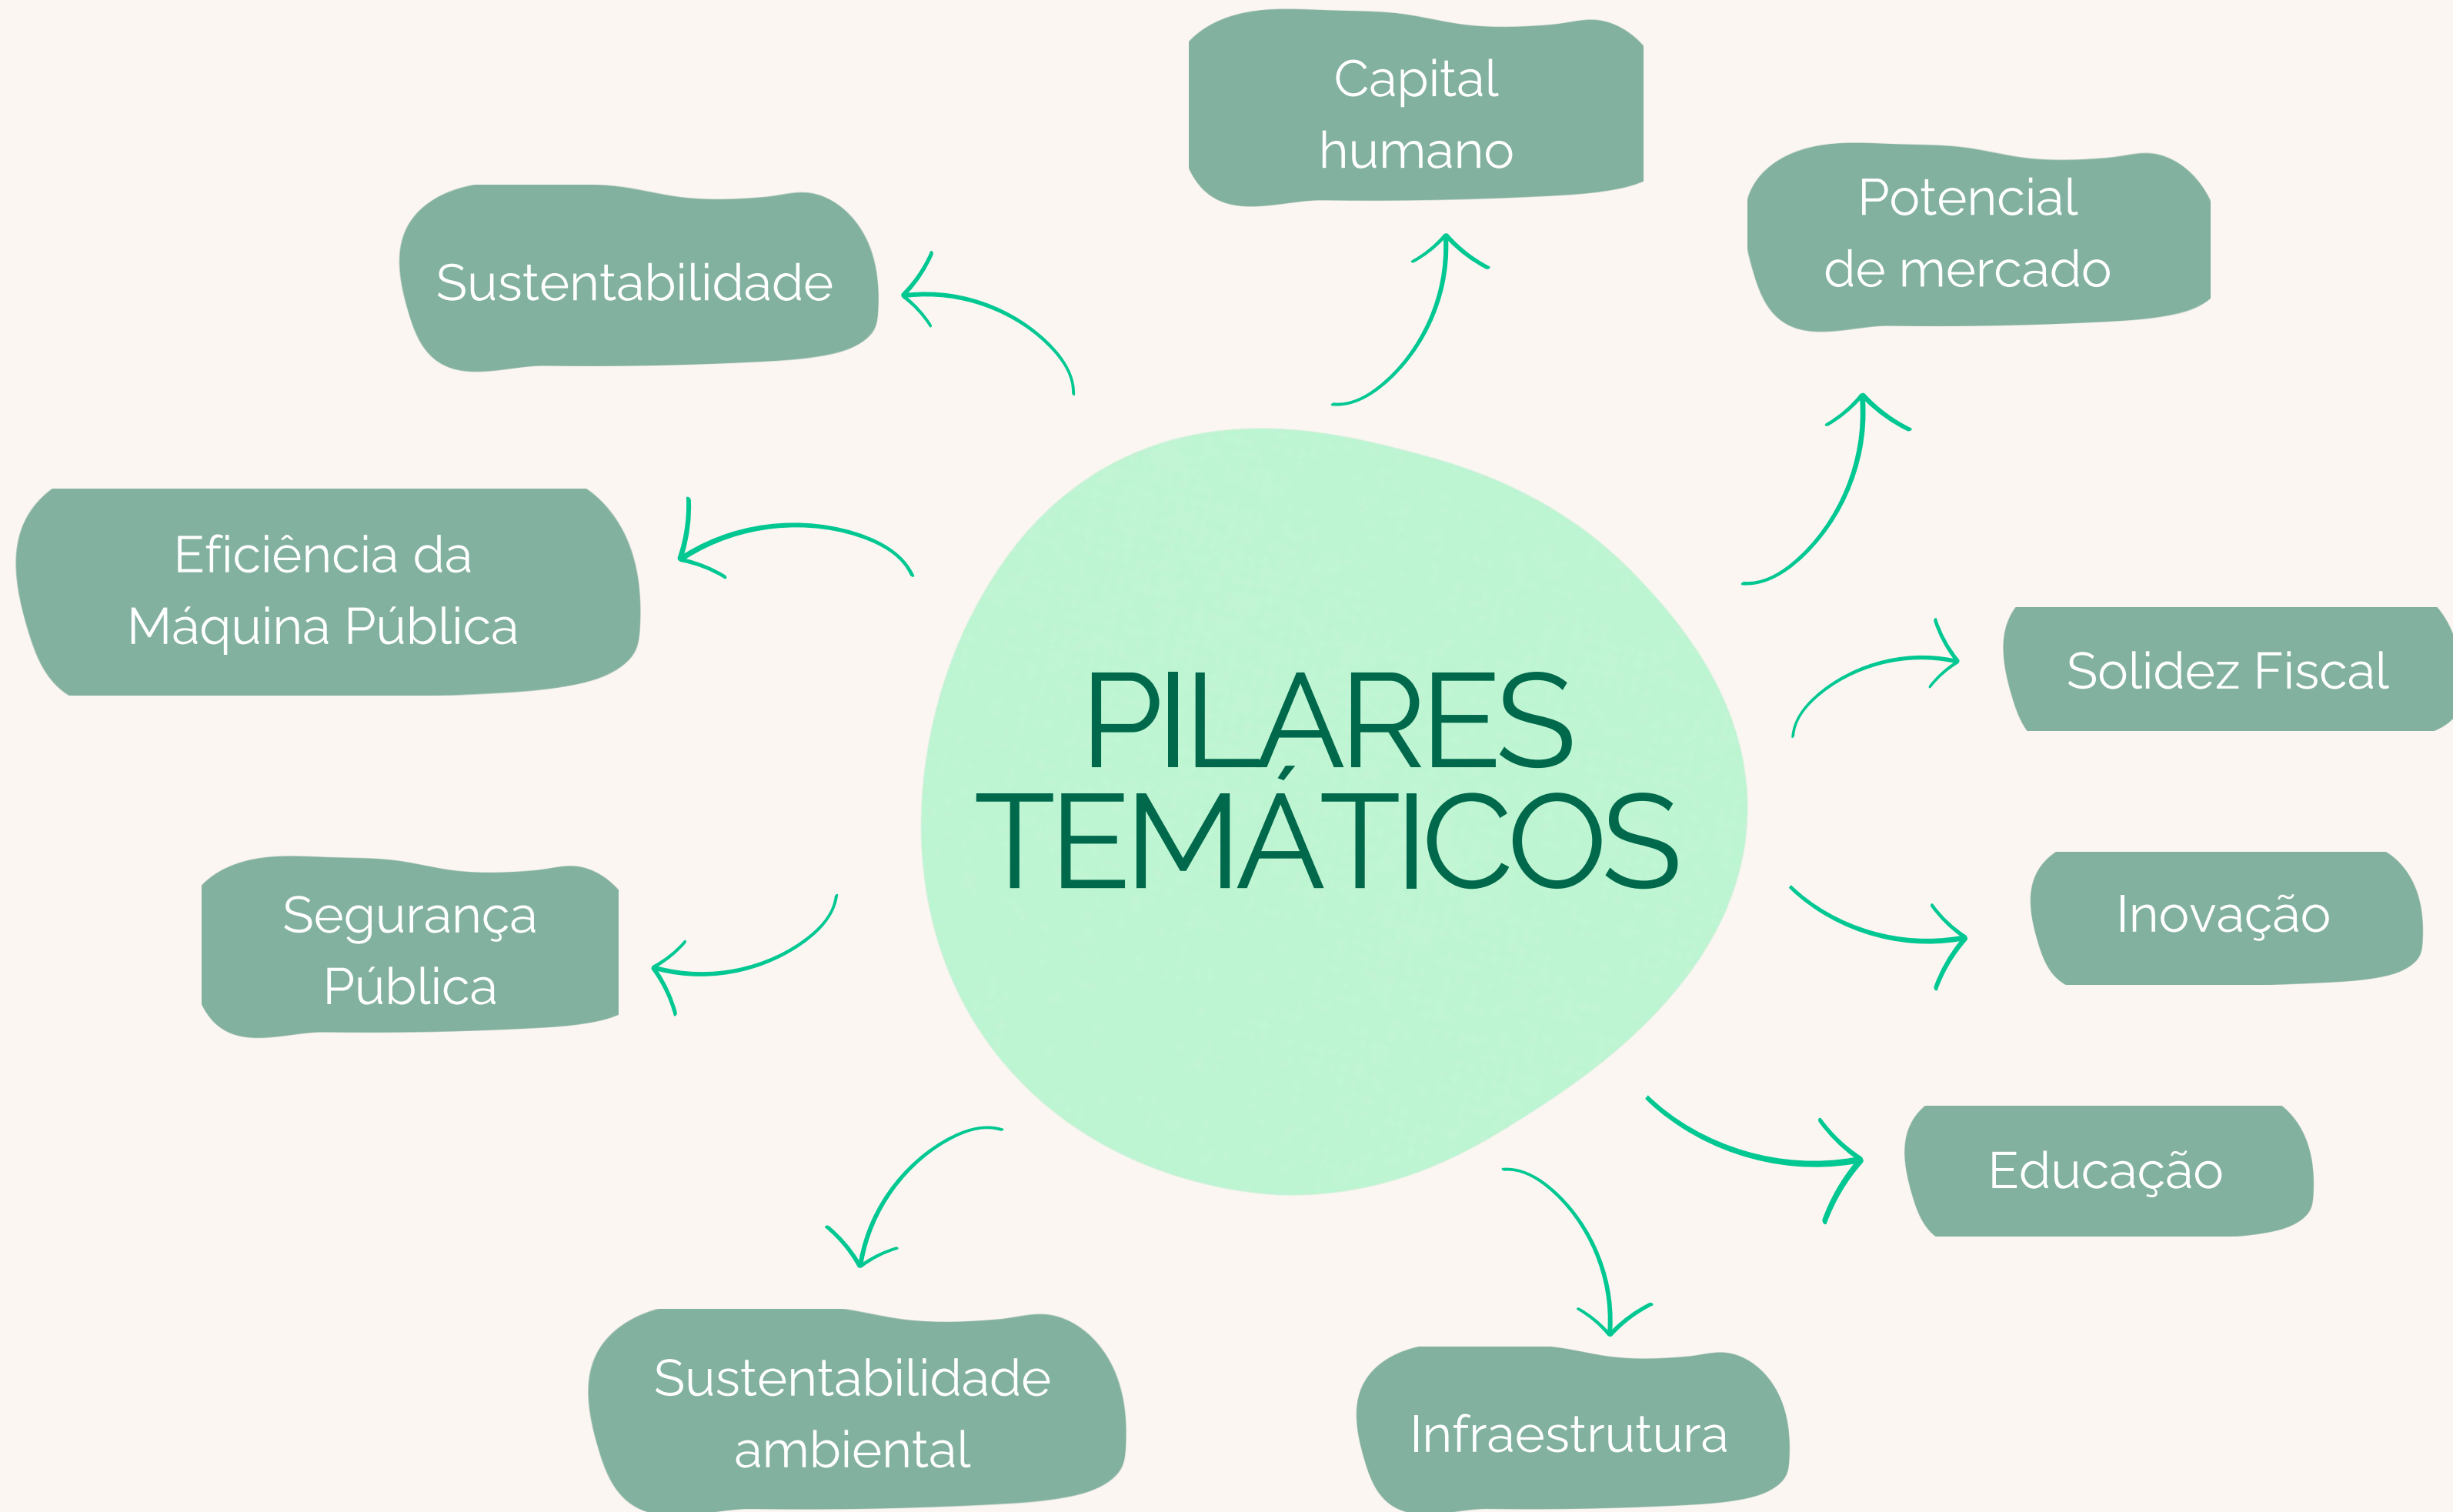 Capital
humano
Potencial
de mercado
Sustentabilidade
Eficiência da
Máquina Pública
Solidez Fiscal
PILARES
TEMÁTICOS
Inovação
Segurança
Pública
Educação
Sustentabilidade
ambiental
Infraestrutura